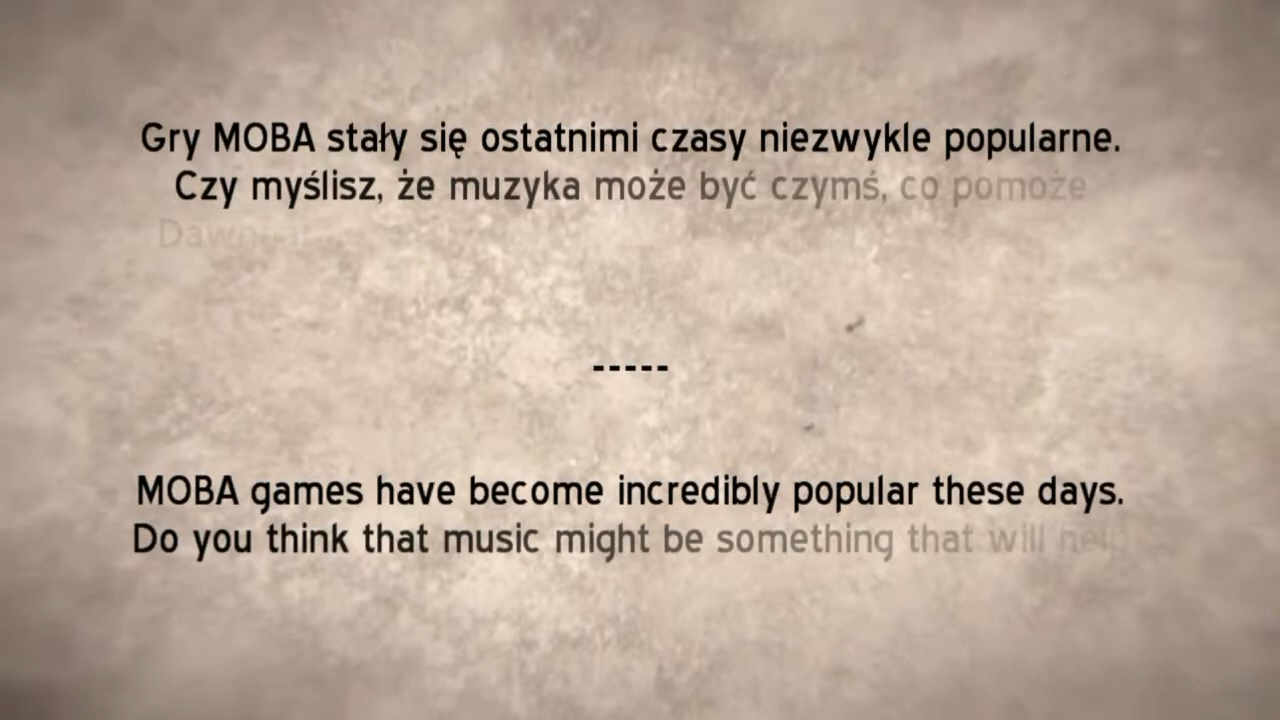 Gry MOBA stały się ostatnimi czasy niezwykle popularne.
Czy myślisz, że muzyka może być czymś, co pomoże
-----
MOBA games have become incredibly popular these days.
Do you think that music might be something that will help